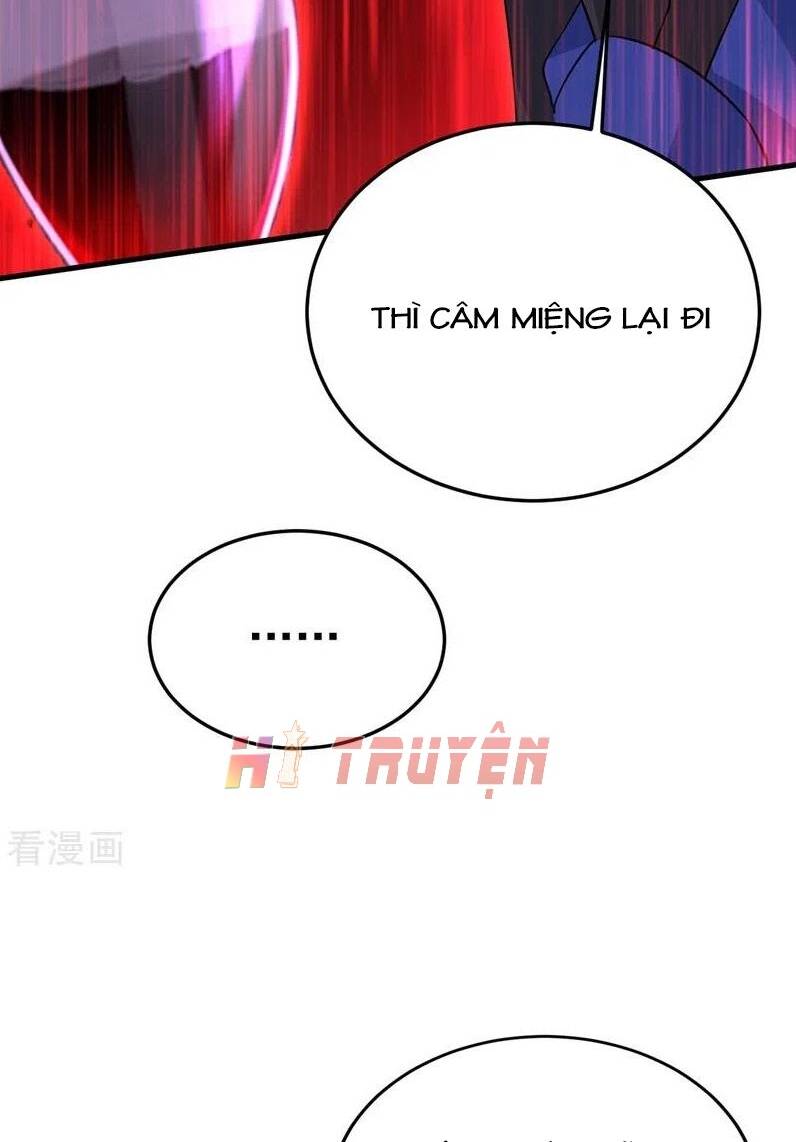 THÌ CÂM MIỆNG LẠI ĐI
......
HI TRUYỆN
看漫画